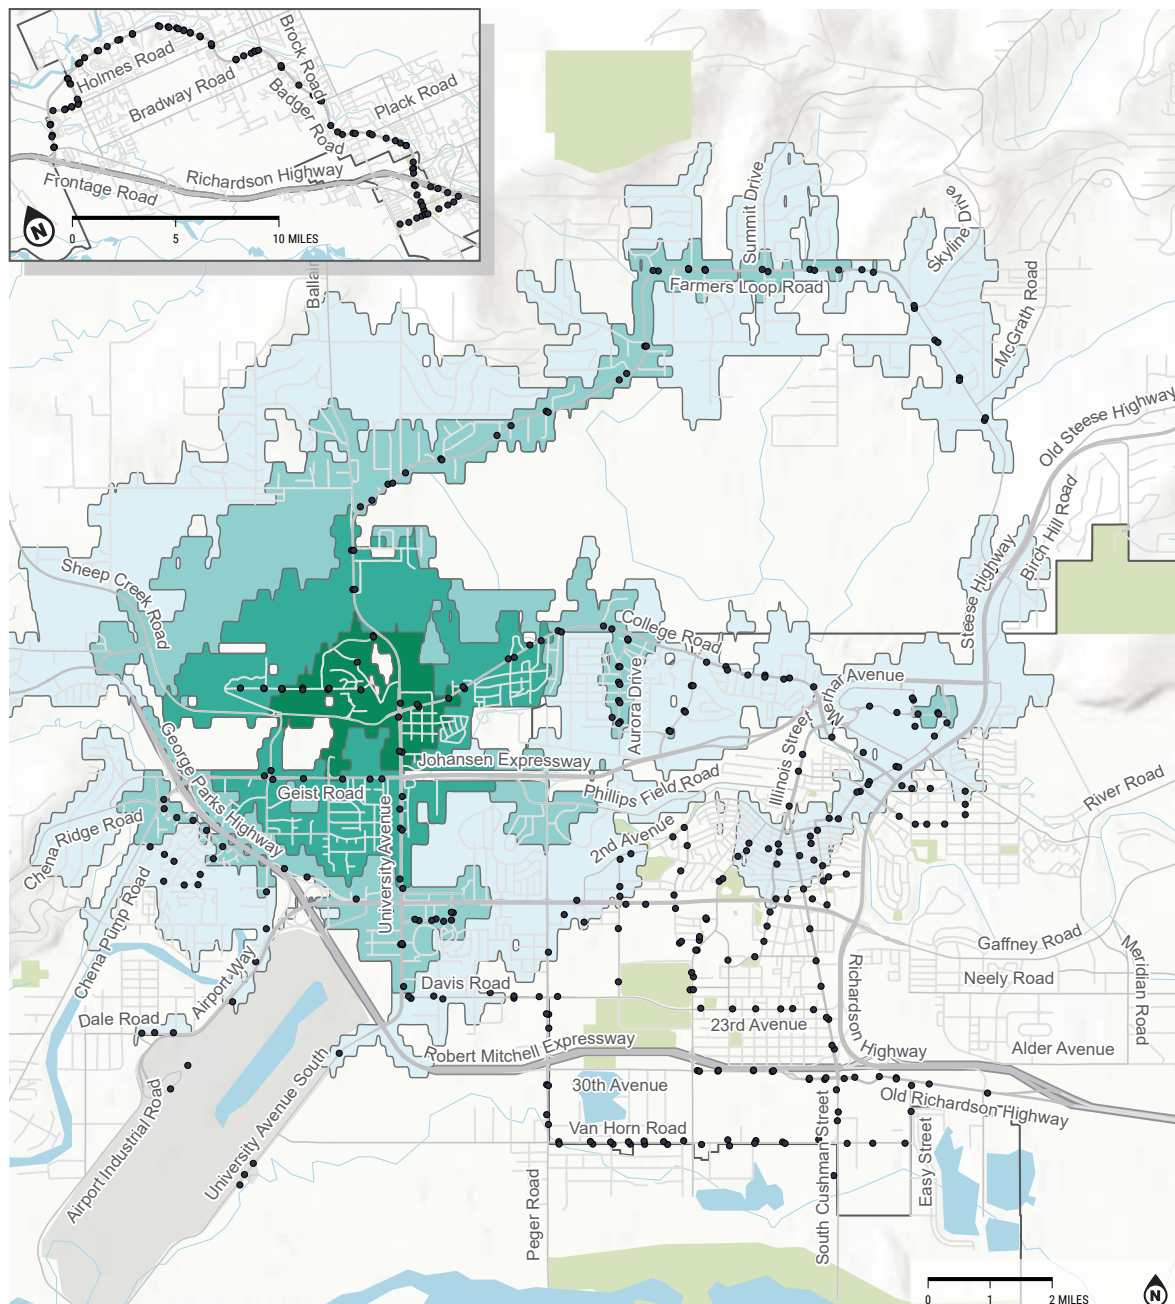 Brock Road
Holmes Road
Bradway Road
Plack Road
Badger Road
Richardson Highway
Frontage Road
N
0 5 10 MILES
Summit Drive
Skyline Drive
Farmers Loop Road
McGrath Road
Old Steese Highway
Birch Hill Road
Steese Highway
Sheep Creek Road
College Road
Aurora Drive
Merhar Avenue
Illinois Street
George Parks Highway
Johansen Expressway
Geist Road
Phillips Field Road
River Road
Chena Ridge Road
2nd Avenue
University Avenue
Chena Pump Road
Gaffney Road
Meridian Road
Airport Way
Davis Road
Neely Road
Richardson Highway
Dale Road
23rd Avenue
Alder Avenue
Robert Mitchell Expressway
University Avenue South
30th Avenue
Old Richardson Highway
Airport Industrial Road
Van Horn Road
South Cushman Street
Easy Street
Peger Road
0 1 2 MILES
N